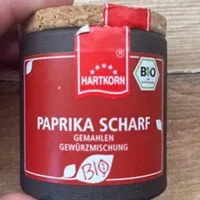 HARTKORN
®
BIO
PAPRIKA SCHARF
GEMAHLEN
GEWÜRZMISCHUNG
BIO